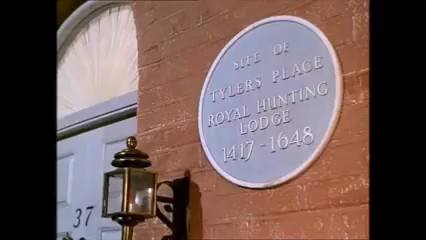 SITE OF
TYLERS PLACE
ROYAL HUNTING
LODGE
1417-1648
37